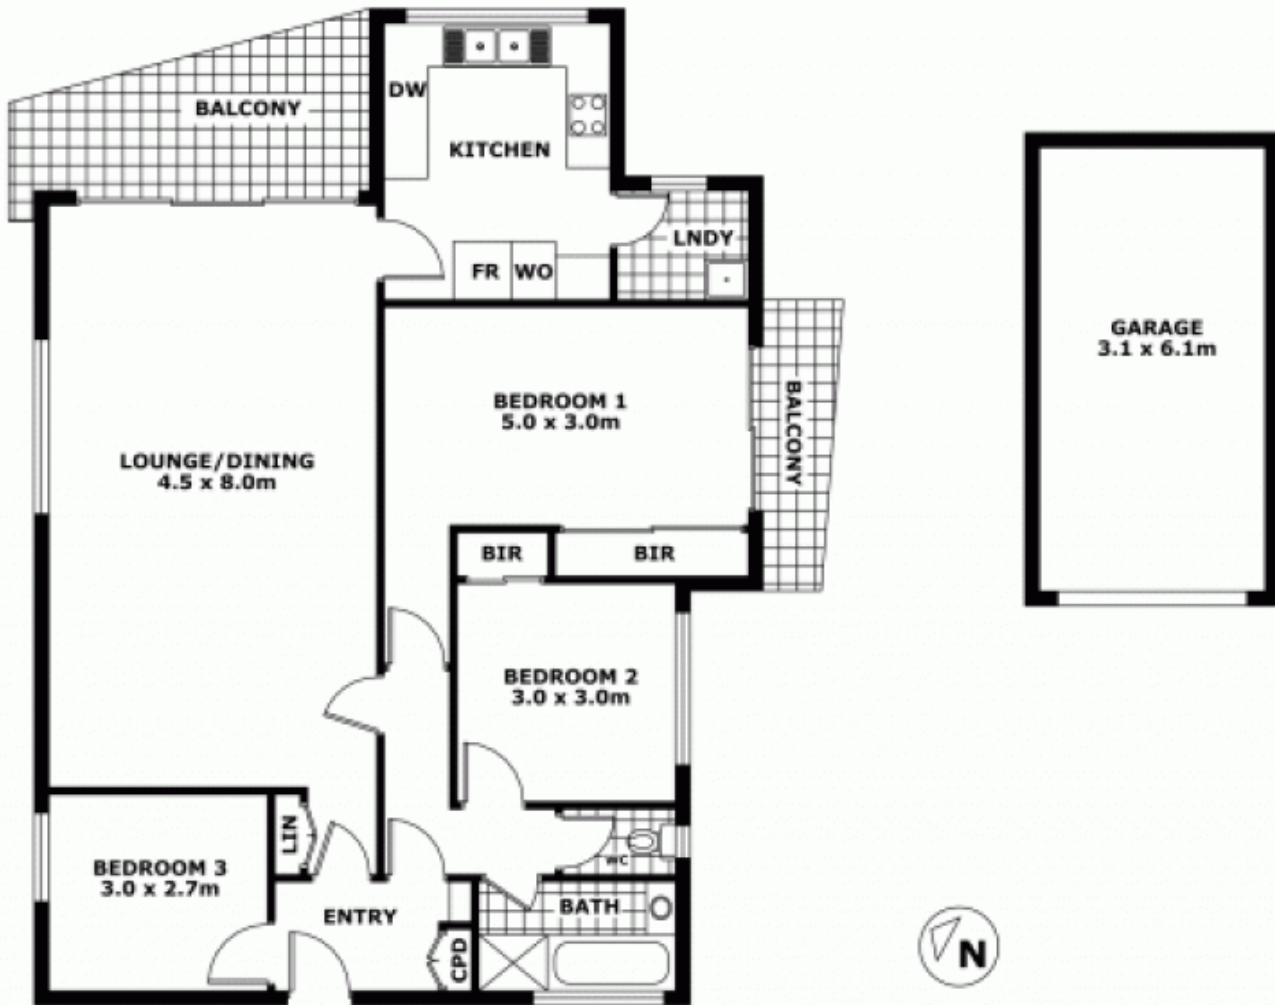 BALCONY
DW
KITCHEN
LNDY
FR
WO
GARAGE
3.1 x 6.1m
BEDROOM 1
5.0 x 3.0m
BALCONY
LOUNGE/DINING
4.5 x 8.0m
BIR
BIR
BEDROOM 2
3.0 x 3.0m
LIN
WC
BEDROOM 3
3.0 x 2.7m
ENTRY
BATH
CPD
N